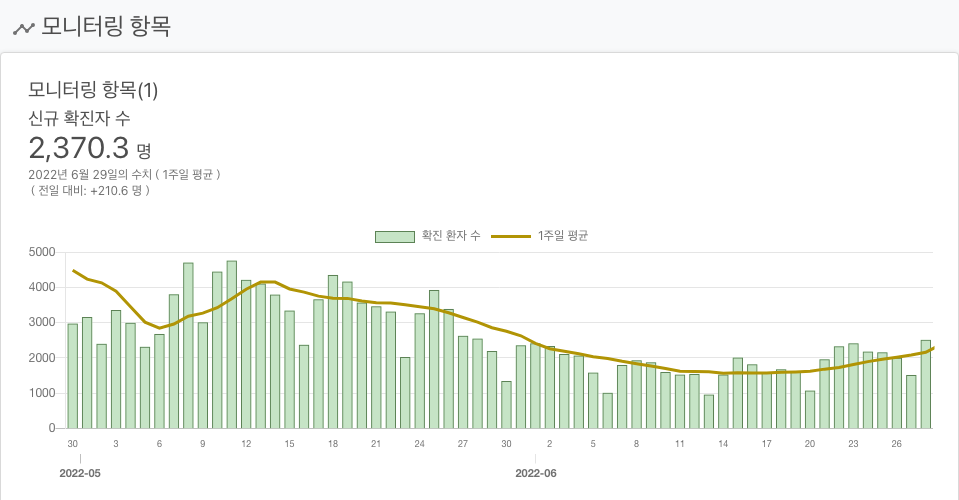 모니터링 항목
모니터링 항목(1)
신규 확진자 수
2,370.3 명
2022년 6월 29일의 수치 ( 1주일 평균 )
( 전일 대비: +210.6 명 )
확진 환자 수 1주일 평균
5000
4000
3000
2000
1000
0
30 3 6 9 12 15 18 21 24 27 30 2 5 8 11 14 17 20 23 26
2022-05 2022-06